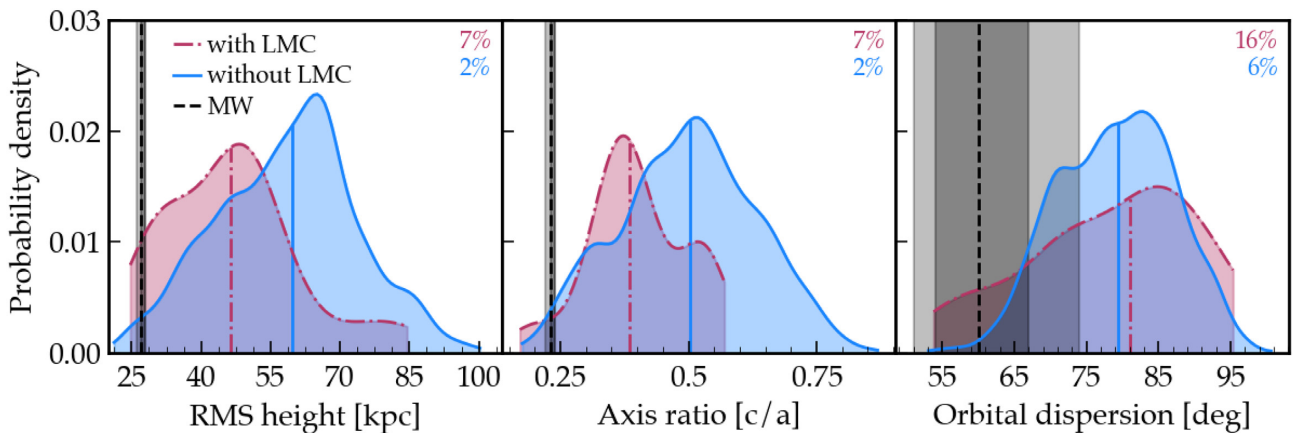 0.03
0.02
0.01
0.00
Probability density
with LMC
without LMC
MW
7%
2%
7%
2%
16%
6%
25 40 55 70 85 100
0.25 0.5 0.75
55 65 75 85 95
RMS height [kpc]
Axis ratio [c/a]
Orbital dispersion [deg]